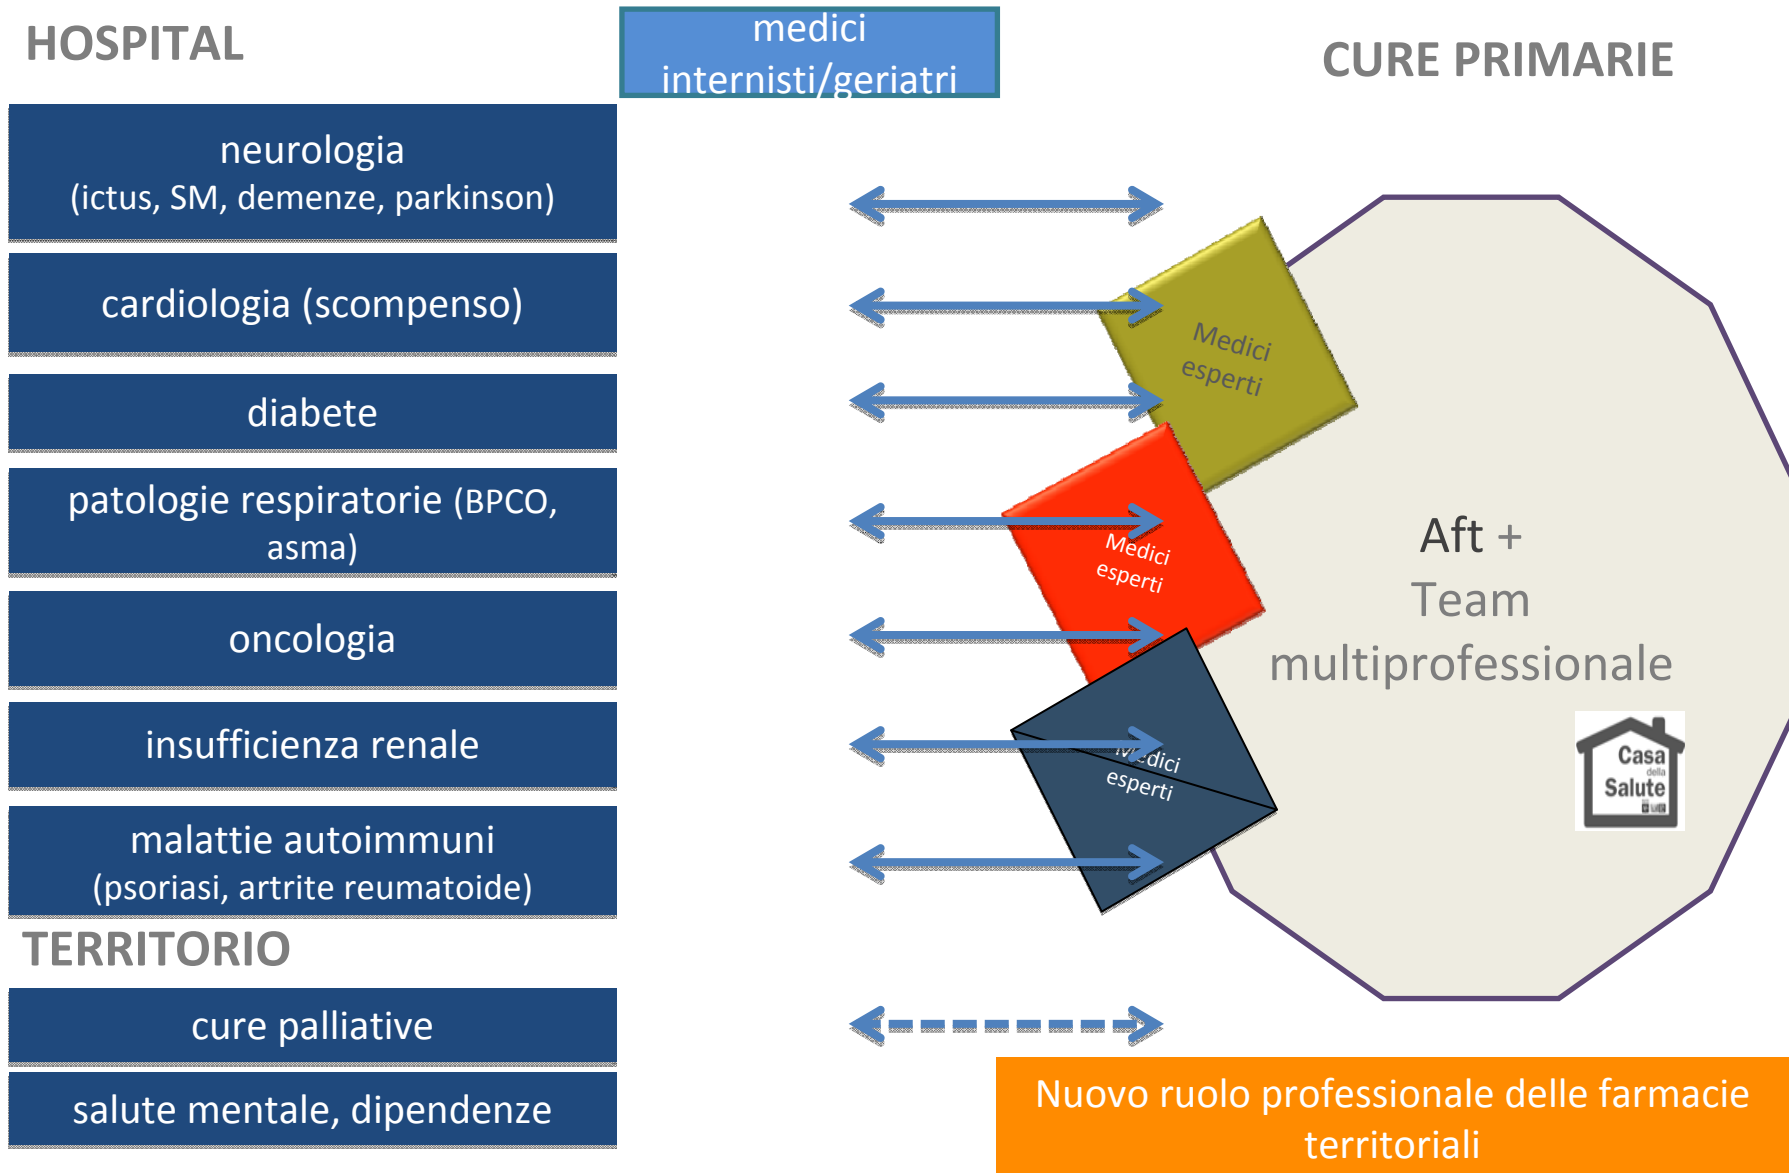 HOSPITAL
medici
internisti/geriatri
CURE PRIMARIE
neurologia
(ictus, SM, demenze, parkinson)
cardiologia (scompenso)
diabete
patologie respiratorie (BPCO,
asma)
oncologia
insufficienza renale
malattie autoimmuni
(psoriasi, artrite reumatoide)
TERRITORIO
cure palliative
salute mentale, dipendenze
Medici
esperti
Medici
esperti
Medici
esperti
Aft +
Team
multiprofessionale
Casa
della
Salute
Nuovo ruolo professionale delle farmacie
territoriali